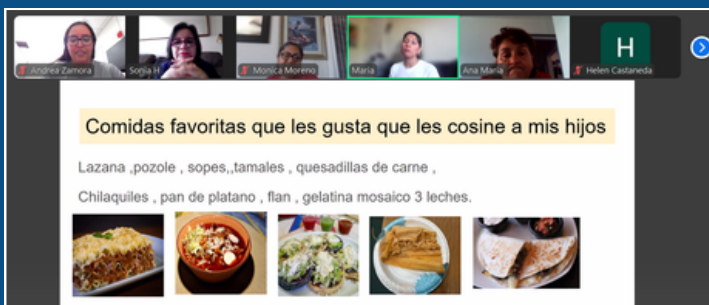 Andrea Zamora
Sonia H
Monica Moreno
Maria
Ana Maria
H
Helen Castaneda
Comidas favoritas que les gusta que les cosine a mis hijos
Lazana ,pozole , sopes,,tamales , quesadillas de carne ,
Chilaquiles , pan de platano , flan , gelatina mosaico 3 leches.